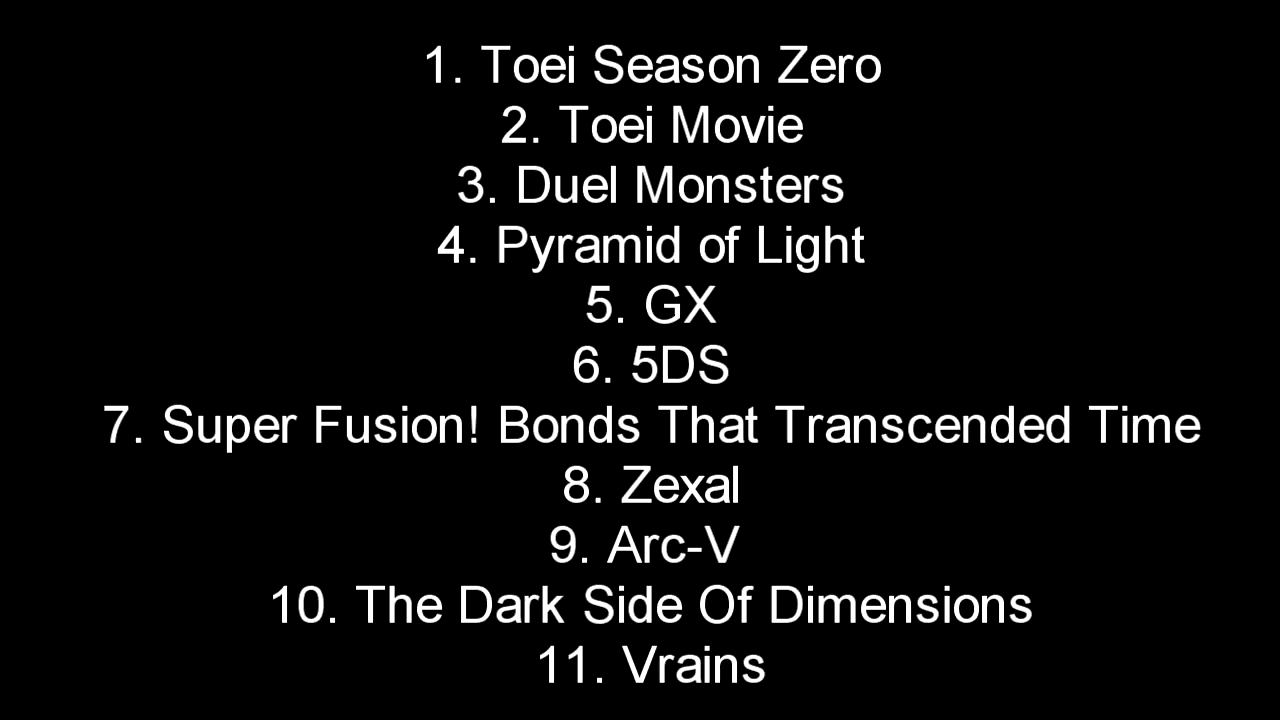 1. Toei Season Zero
2. Toei Movie
3. Duel Monsters
4. Pyramid of Light
5. GX
6. 5DS
7. Super Fusion! Bonds That Transcended Time
8. Zexal
9. Arc-V
10. The Dark Side Of Dimensions
11. Vrains